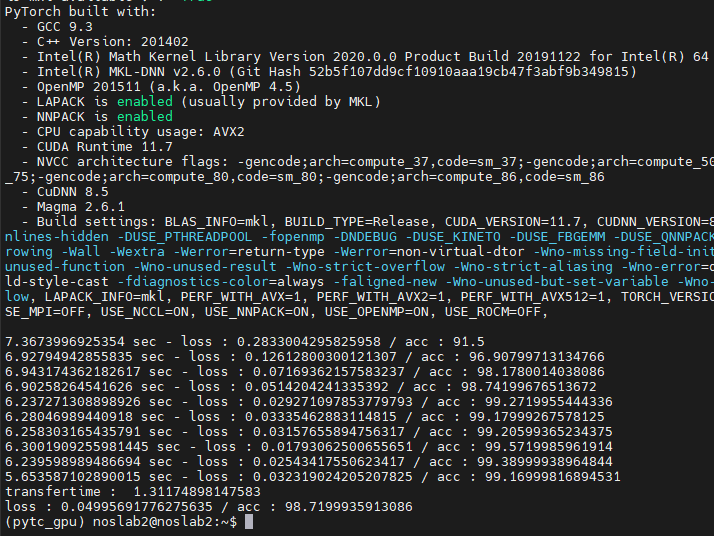 PyTorch built with:
  - GCC 9.3
  - C++ Version: 201402
  - Intel(R) Math Kernel Library Version 2020.0.0 Product Build 20191122 for Intel(R) 64
  - Intel(R) MKL-DNN v2.6.0 (Git Hash 52b5f107dd9cf10910aaa19cb47f3abf9b349815)
  - OpenMP 201511 (a.k.a. OpenMP 4.5)
  - LAPACK is enabled (usually provided by MKL)
  - NNPACK is enabled
  - CPU capability usage: AVX2
  - CUDA Runtime 11.7
  - NVCC architecture flags: -gencode;arch=compute_37,code=sm_37;-gencode;arch=compute_50
_75;-gencode;arch=compute_80,code=sm_80;-gencode;arch=compute_86,code=sm_86
  - CuDNN 8.5
  - Magma 2.6.1
  - Build settings: BLAS_INFO=mkl, BUILD_TYPE=Release, CUDA_VERSION=11.7, CUDNN_VERSION=8
nlines-hidden -DUSE_PTHREADPOOL -fopenmp -DNDEBUG -DUSE_KINETO -DUSE_FBGEMM -DUSE_QNNPACK
rowing -Wall -Wextra -Werror=return-type -Werror=non-virtual-dtor -Wno-missing-field-init
unused-function -Wno-unused-result -Wno-strict-overflow -Wno-strict-aliasing -Wno-error=d
ld-style-cast -fdiagnostics-color=always -faligned-new -Wno-unused-but-set-variable -Wno-
low, LAPACK_INFO=mkl, PERF_WITH_AVX=1, PERF_WITH_AVX2=1, PERF_WITH_AVX512=1, TORCH_VERSIO
SE_MPI=OFF, USE_NCCL=ON, USE_NNPACK=ON, USE_OPENMP=ON, USE_ROCM=OFF,
7.3673996925354 sec - loss : 0.2833004295825958 / acc : 91.5
6.92794942855835 sec - loss : 0.12612800300121307 / acc : 96.90799713134766
6.943174362182617 sec - loss : 0.07169362157583237 / acc : 98.1780014038086
6.90258264541626 sec - loss : 0.0514204241335392 / acc : 98.74199676513672
6.237271308898926 sec - loss : 0.029271097853779793 / acc : 99.2719955444336
6.28046989440918 sec - loss : 0.03335462883114815 / acc : 99.17999267578125
6.258303165435791 sec - loss : 0.03157655894756317 / acc : 99.20599365234375
6.3001909255981445 sec - loss : 0.01793062500655651 / acc : 99.5719985961914
6.239598989486694 sec - loss : 0.02543417550623417 / acc : 99.38999938964844
5.653587102890015 sec - loss : 0.032319024205207825 / acc : 99.16999816894531
transfertime :  1.31174898147583
loss : 0.04995691776275635 / acc : 98.7199935913086
(pytc_gpu) noslab2@noslab2:~$